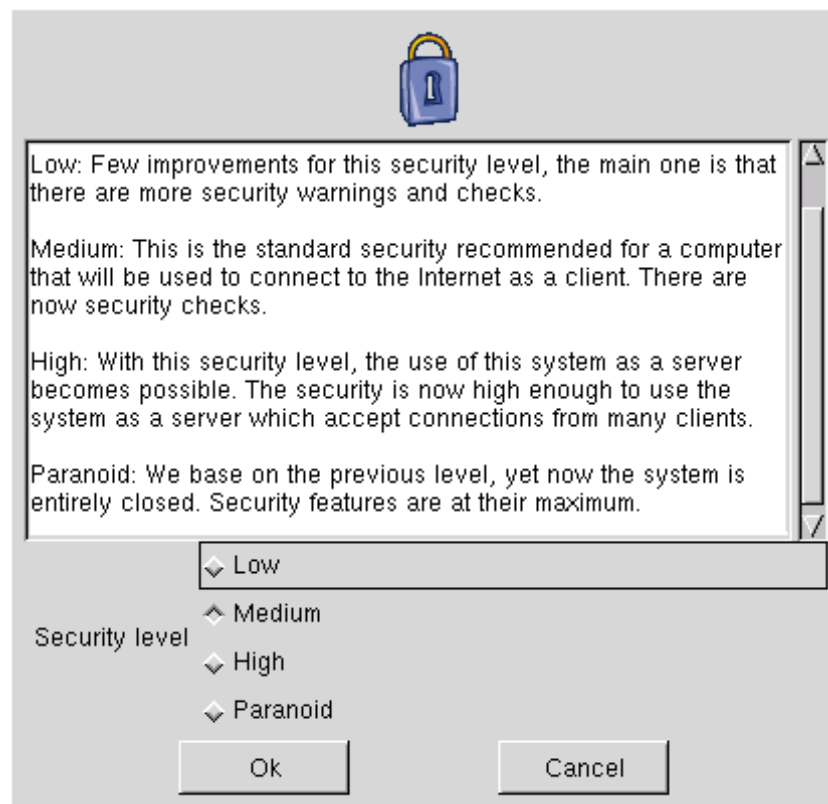 Low: Few improvements for this security level, the main one is that
there are more security warnings and checks.
Medium: This is the standard security recommended for a computer
that will be used to connect to the Internet as a client. There are
now security checks.
High: With this security level, the use of this system as a server
becomes possible. The security is now high enough to use the
system as a server which accept connections from many clients.
Paranoid: We base on the previous level, yet now the system is
entirely closed. Security features are at their maximum.
Security level
Low
Medium
High
Paranoid
Ok
Cancel